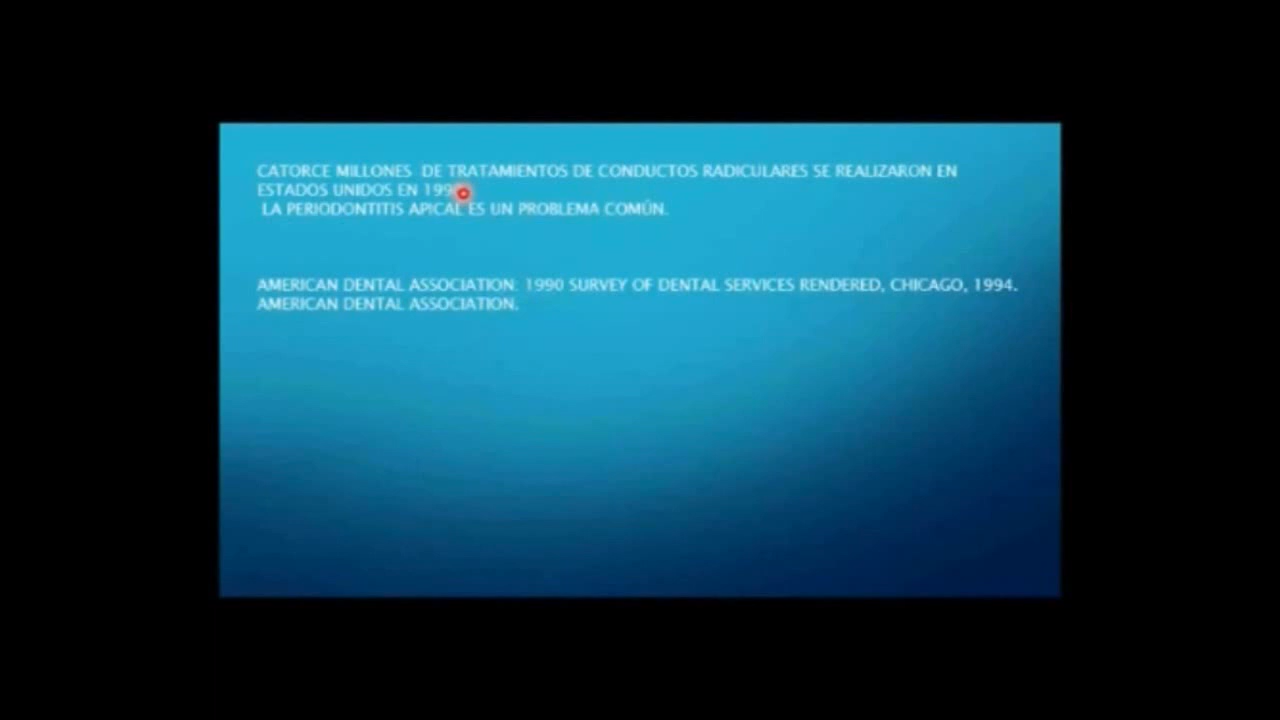 CATORCE MILLONES DE TRATAMIENTOS DE CONDUCTOS RADICULARES SE REALIZARON EN
ESTADOS UNIDOS EN
LA PERIODONTITIS APICAL ES UN PROBLEMA COMÚN.
AMERICAN DENTAL ASSOCIATION. 1990 SURVEY OF DENTAL SERVICES RENDERED, CHICAGO, 1994.
AMERICAN DENTAL ASSOCIATION.